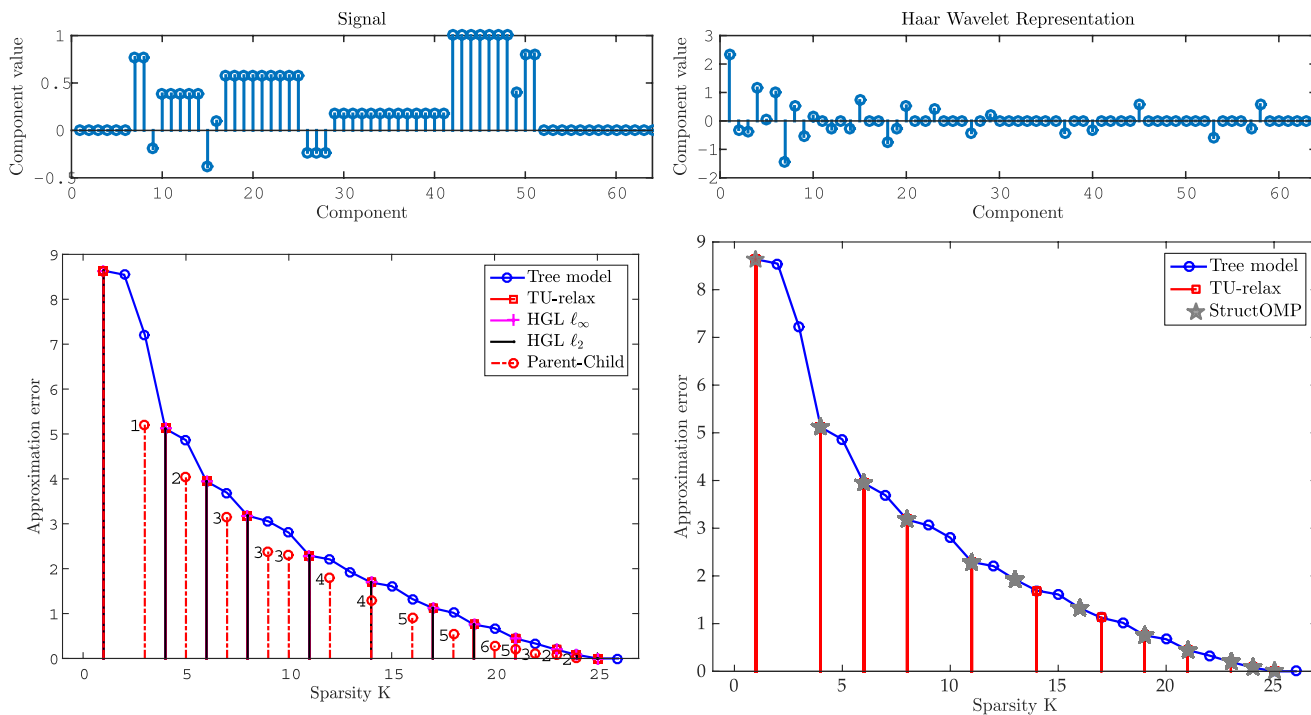 Signal
Component value
1
0.5
0
-0.5
0 10 20 30 40 50 60
Component
Haar Wavelet Representation
Component value
3
2
1
0
-1
-2
0 10 20 30 40 50 60
Component
Approximation error
9
8
7
6
5
4
3
2
1
0
0 5 10 15 20 25
Sparsity K
Tree model
TU-relax
HGL ℓ∞
HGL ℓ2
Parent-Child
1
2
3
3
3
4
4
5
5
6
5
3
2
2
Approximation error
9
8
7
6
5
4
3
2
1
0
0 5 10 15 20 25
Sparsity K
Tree model
TU-relax
StructOMP